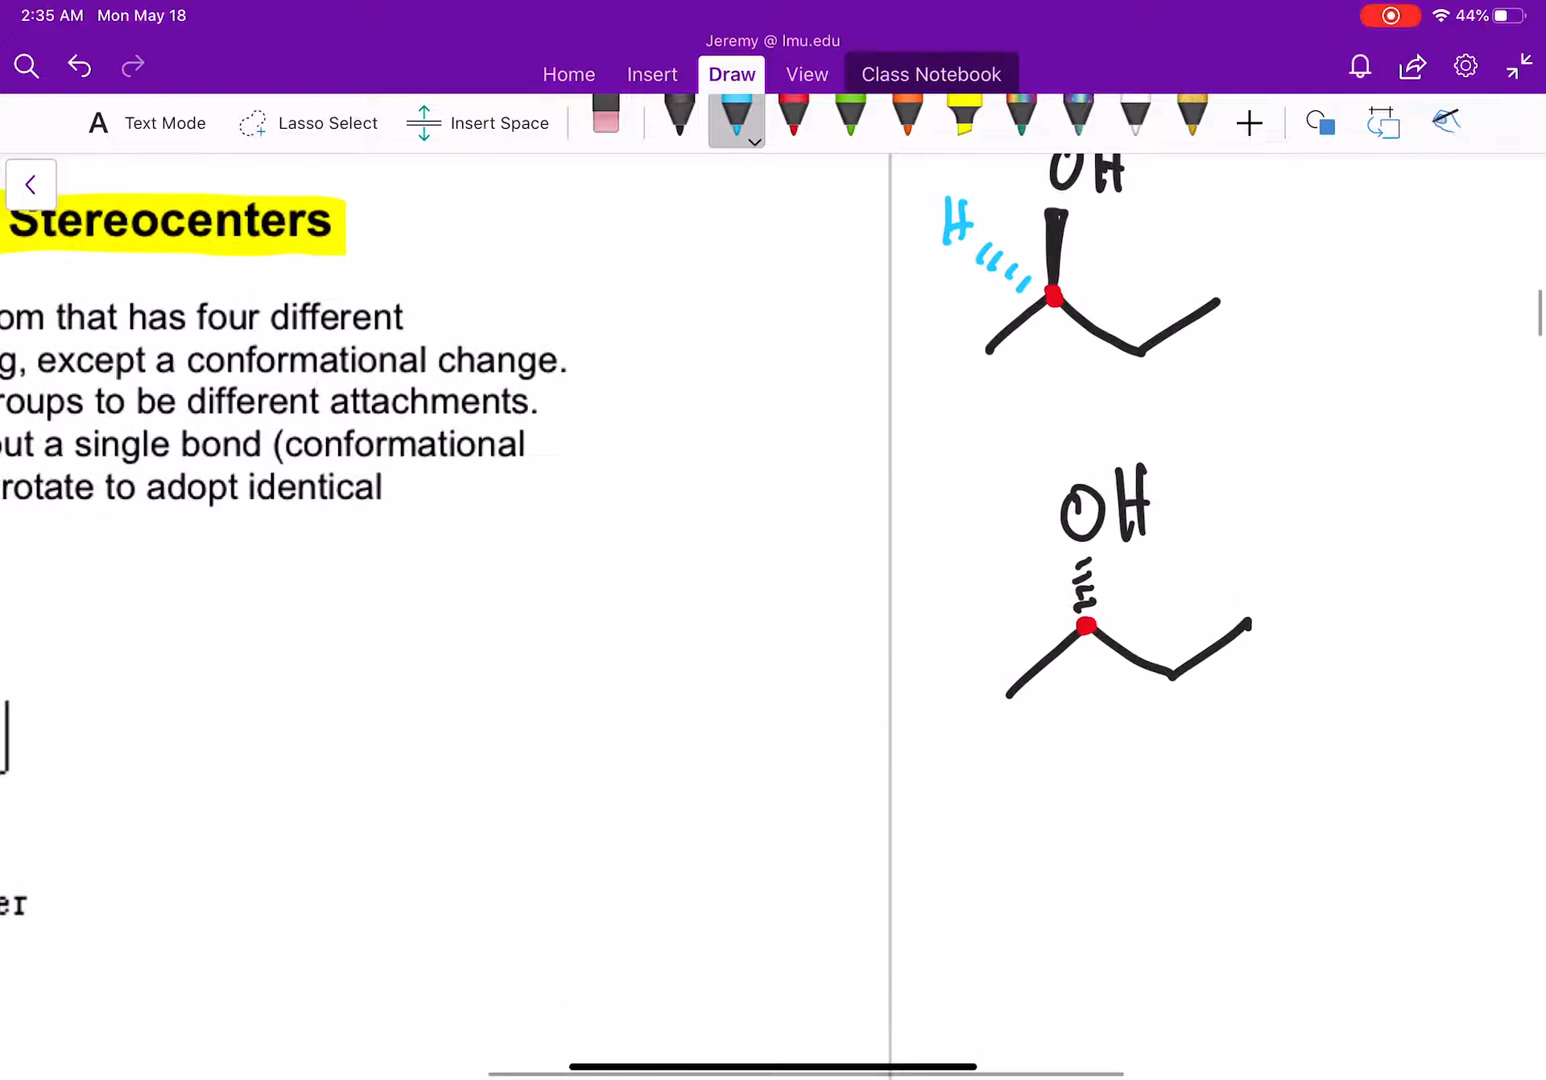 2:35 AM Mon May 18
44%
Jeremy @ lmu.edu
Home Insert Draw View Class Notebook
A Text Mode Lasso Select Insert Space
Stereocenters
om that has four different
g, except a conformational change.
roups to be different attachments.
out a single bond (conformational
rotate to adopt identical
er
OH
H
OH